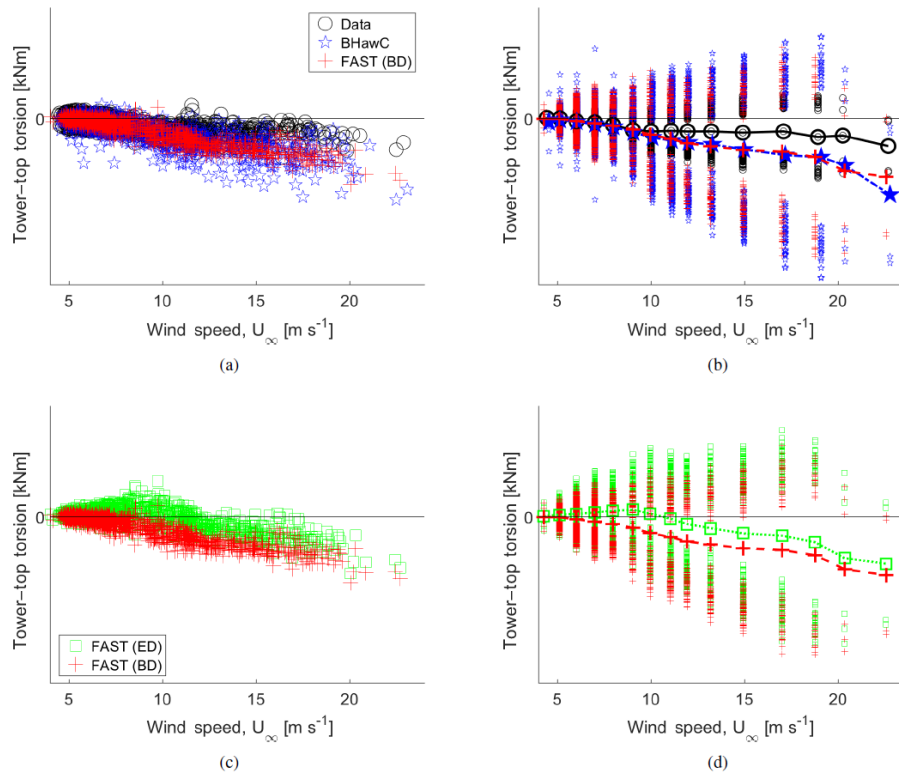 Data
BHawC
FAST (BD)
Tower-top torsion [kNm]
0
5 10 15 20
Wind speed, U∞ [m s⁻¹]
(a)
Tower-top torsion [kNm]
0
5 10 15 20
Wind speed, U∞ [m s⁻¹]
(b)
Tower-top torsion [kNm]
0
FAST (ED)
FAST (BD)
5 10 15 20
Wind speed, U∞ [m s⁻¹]
(c)
Tower-top torsion [kNm]
0
5 10 15 20
Wind speed, U∞ [m s⁻¹]
(d)